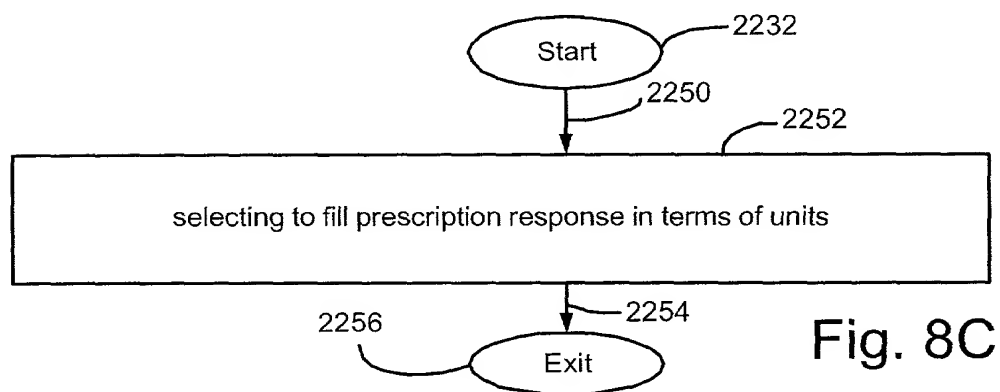 Start
2232
2250
2252
selecting to fill prescription response in terms of units
2254
2256
Exit
Fig. 8C